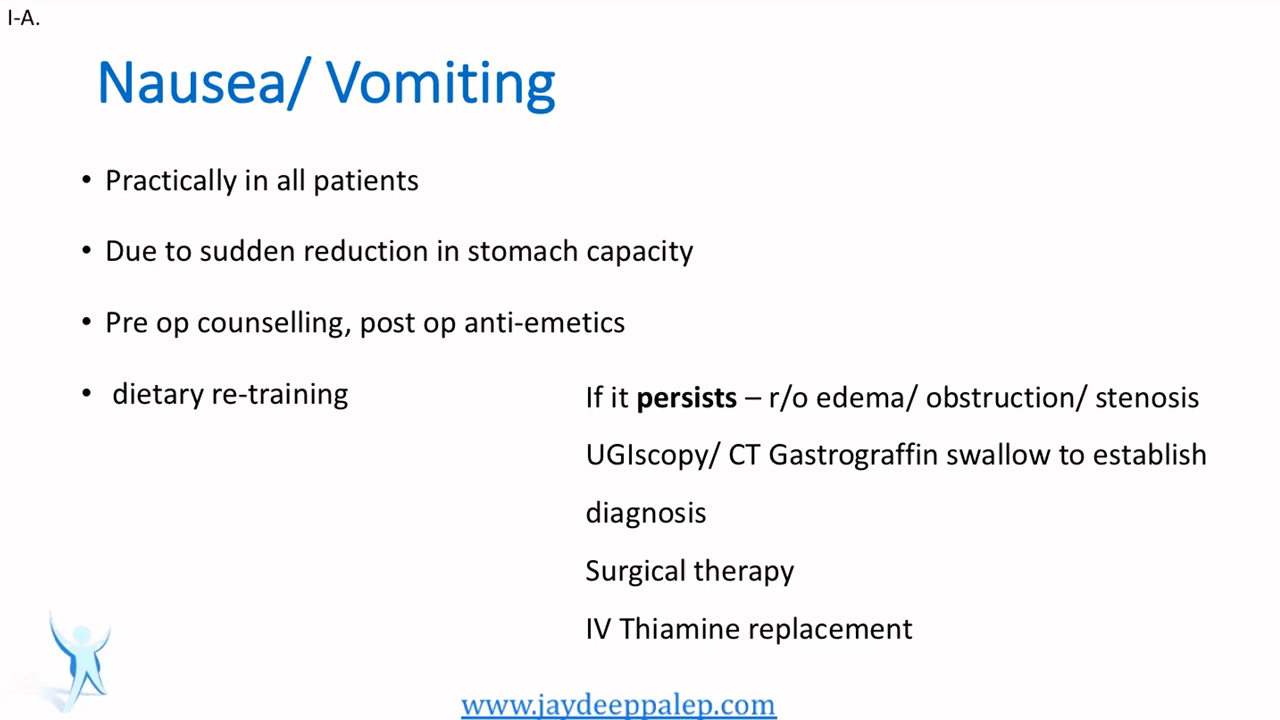 I-A.
Nausea/ Vomiting
• Practically in all patients
• Due to sudden reduction in stomach capacity
• Pre op counselling, post op anti-emetics
• dietary re-training
If it persists – r/o edema/ obstruction/ stenosis
UGIscopy/ CT Gastrograffin swallow to establish
diagnosis
Surgical therapy
IV Thiamine replacement
www.jaydeeppalep.com